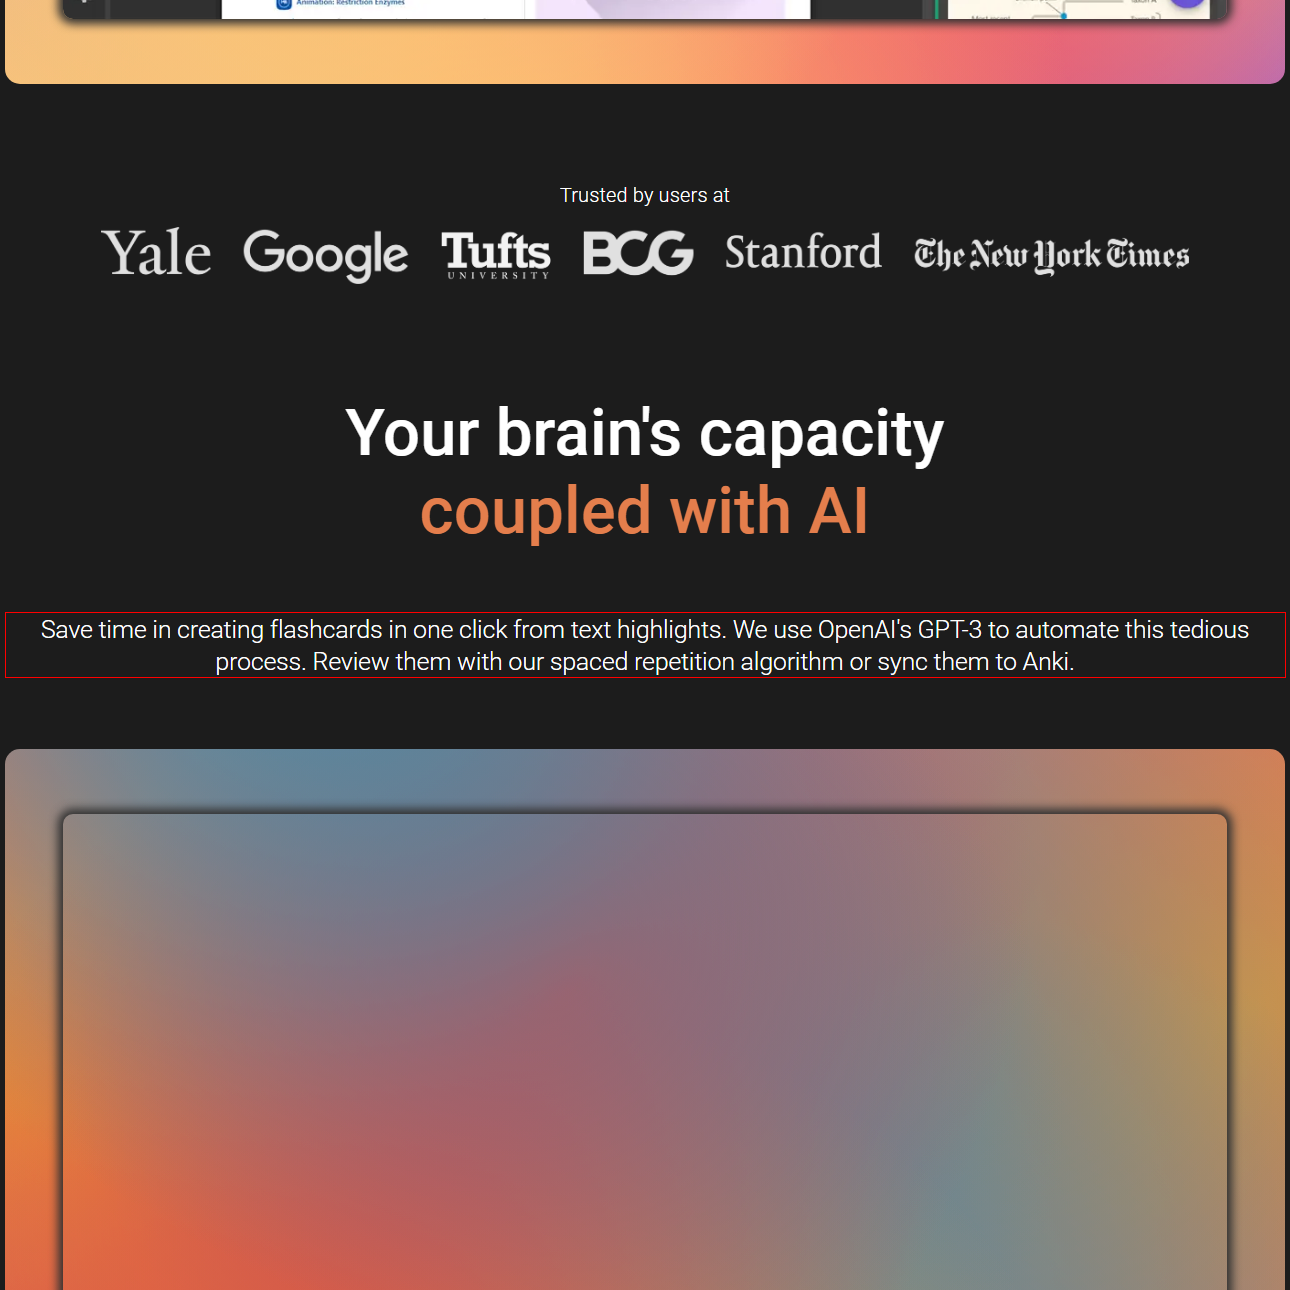 Animation: Restriction Enzymes
Trusted by users at
Yale Google Tufts UNIVERSITY BCG Stanford The New York Times
Your brain's capacity
coupled with AI
Save time in creating flashcards in one click from text highlights. We use OpenAI's GPT-3 to automate this tedious
process. Review them with our spaced repetition algorithm or sync them to Anki.